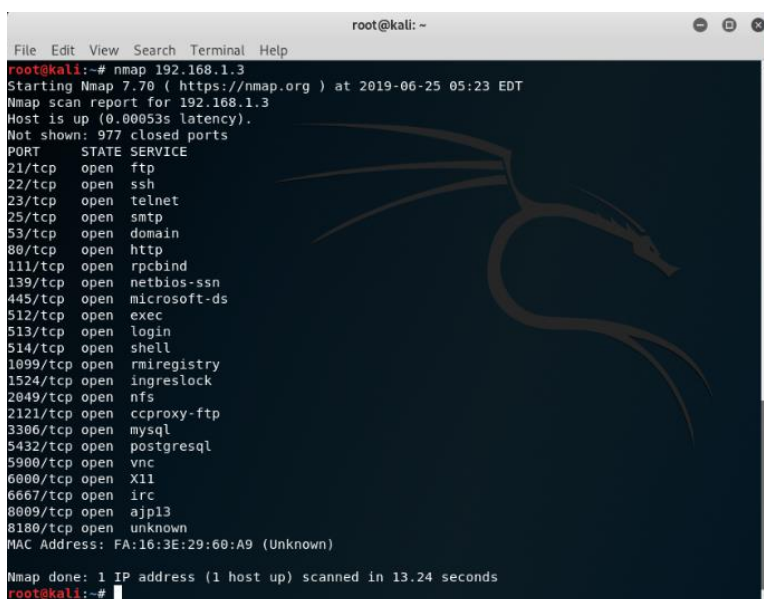 root@kali: ~
File Edit View Search Terminal Help
root@kali:~# nmap 192.168.1.3
Starting Nmap 7.70 ( https://nmap.org ) at 2019-06-25 05:23 EDT
Nmap scan report for 192.168.1.3
Host is up (0.00053s latency).
Not shown: 977 closed ports
PORT STATE SERVICE
21/tcp open ftp
22/tcp open ssh
23/tcp open telnet
25/tcp open smtp
53/tcp open domain
80/tcp open http
111/tcp open rpcbind
139/tcp open netbios-ssn
445/tcp open microsoft-ds
512/tcp open exec
513/tcp open login
514/tcp open shell
1099/tcp open rmiregistry
1524/tcp open ingreslock
2049/tcp open nfs
2121/tcp open ccproxy-ftp
3306/tcp open mysql
5432/tcp open postgresql
5900/tcp open vnc
6000/tcp open X11
6667/tcp open irc
8009/tcp open ajp13
8180/tcp open unknown
MAC Address: FA:16:3E:29:60:A9 (Unknown)
Nmap done: 1 IP address (1 host up) scanned in 13.24 seconds
root@kali:~#